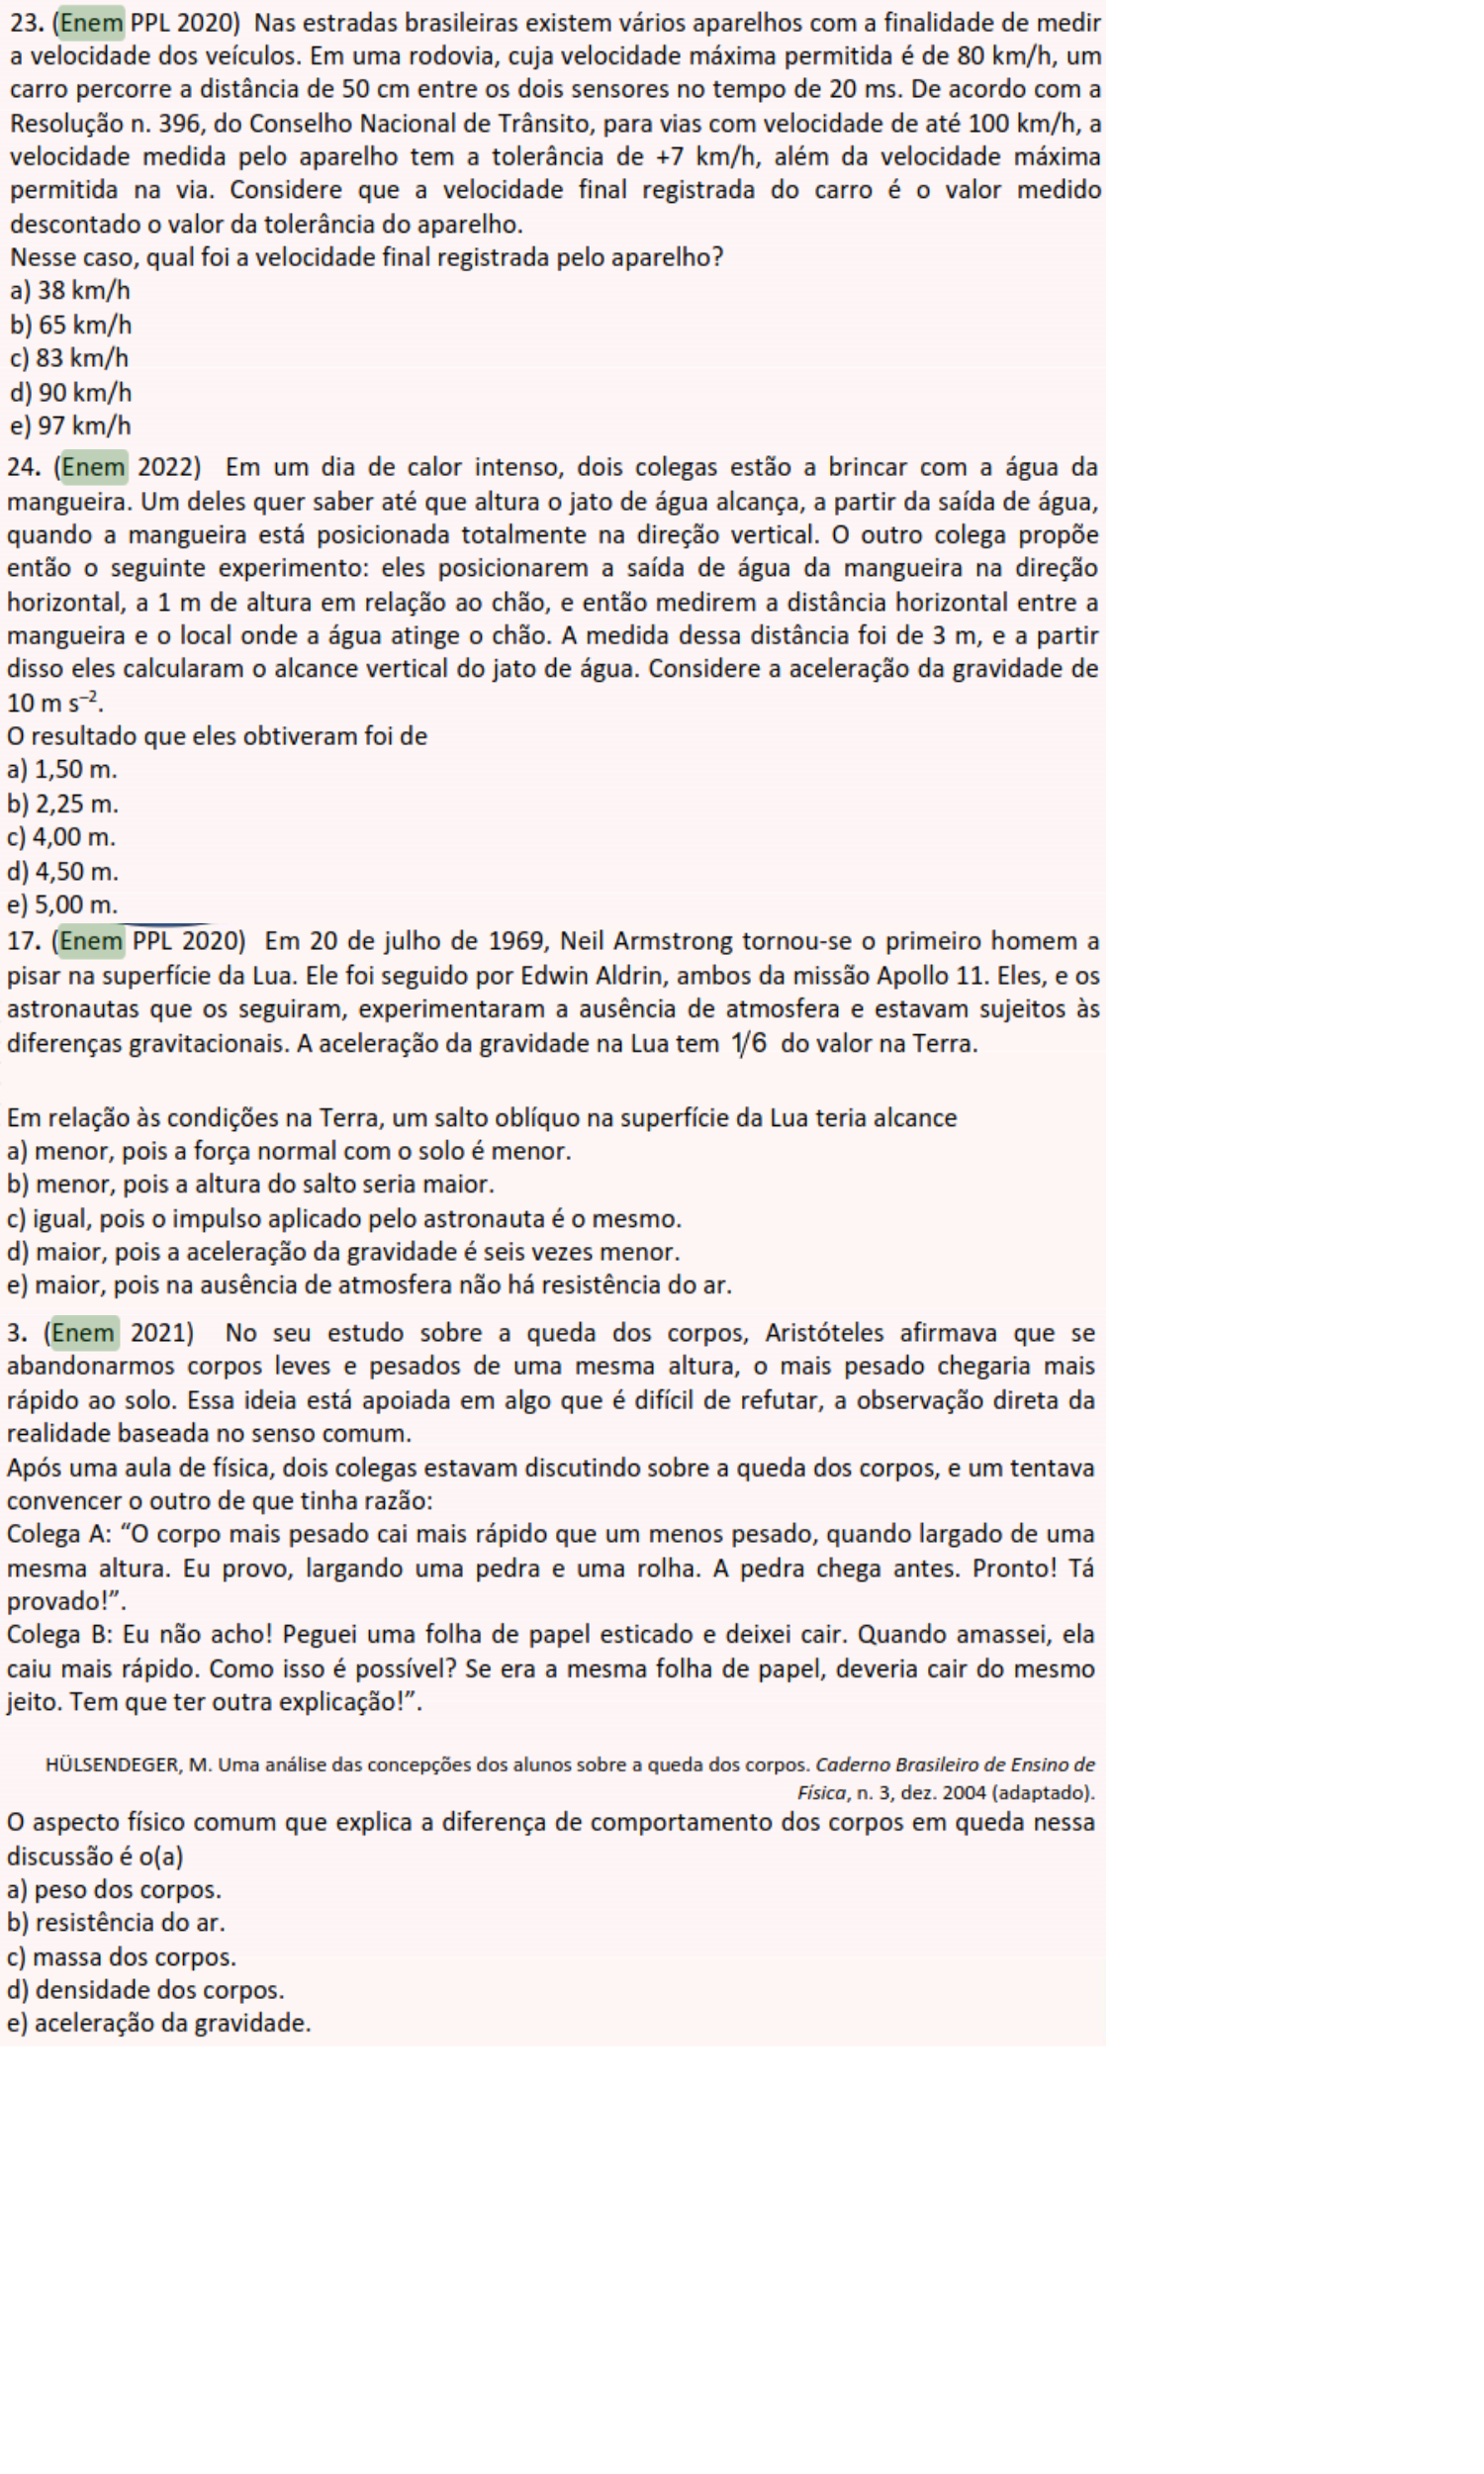 23. (Enem PPL 2020) Nas estradas brasileiras existem vários aparelhos com a finalidade de medir
a velocidade dos veículos. Em uma rodovia, cuja velocidade máxima permitida é de 80 km/h, um
carro percorre a distância de 50 cm entre os dois sensores no tempo de 20 ms. De acordo com a
Resolução n. 396, do Conselho Nacional de Trânsito, para vias com velocidade de até 100 km/h, a
velocidade medida pelo aparelho tem a tolerância de +7 km/h, além da velocidade máxima
permitida na via. Considere que a velocidade final registrada do carro é o valor medido
descontado o valor da tolerância do aparelho.
Nesse caso, qual foi a velocidade final registrada pelo aparelho?
a) 38 km/h
b) 65 km/h
c) 83 km/h
d) 90 km/h
e) 97 km/h
24. (Enem 2022) Em um dia de calor intenso, dois colegas estão a brincar com a água da
mangueira. Um deles quer saber até que altura o jato de água alcança, a partir da saída de água,
quando a mangueira está posicionada totalmente na direção vertical. O outro colega propõe
então o seguinte experimento: eles posicionarem a saída de água da mangueira na direção
horizontal, a 1 m de altura em relação ao chão, e então medirem a distância horizontal entre a
mangueira e o local onde a água atinge o chão. A medida dessa distância foi de 3 m, e a partir
disso eles calcularam o alcance vertical do jato de água. Considere a aceleração da gravidade de
10 m s⁻².
O resultado que eles obtiveram foi de
a) 1,50 m.
b) 2,25 m.
c) 4,00 m.
d) 4,50 m.
e) 5,00 m.
17. (Enem PPL 2020) Em 20 de julho de 1969, Neil Armstrong tornou-se o primeiro homem a
pisar na superfície da Lua. Ele foi seguido por Edwin Aldrin, ambos da missão Apollo 11. Eles, e os
astronautas que os seguiram, experimentaram a ausência de atmosfera e estavam sujeitos às
diferenças gravitacionais. A aceleração da gravidade na Lua tem 1/6 do valor na Terra.
Em relação às condições na Terra, um salto oblíquo na superfície da Lua teria alcance
a) menor, pois a força normal com o solo é menor.
b) menor, pois a altura do salto seria maior.
c) igual, pois o impulso aplicado pelo astronauta é o mesmo.
d) maior, pois a aceleração da gravidade é seis vezes menor.
e) maior, pois na ausência de atmosfera não há resistência do ar.
3. (Enem 2021) No seu estudo sobre a queda dos corpos, Aristóteles afirmava que se
abandonarmos corpos leves e pesados de uma mesma altura, o mais pesado chegaria mais
rápido ao solo. Essa ideia está apoiada em algo que é difícil de refutar, a observação direta da
realidade baseada no senso comum.
Após uma aula de física, dois colegas estavam discutindo sobre a queda dos corpos, e um tentava
convencer o outro de que tinha razão:
Colega A: “O corpo mais pesado cai mais rápido que um menos pesado, quando largado de uma
mesma altura. Eu provo, largando uma pedra e uma rolha. A pedra chega antes. Pronto! Tá
provado!”.
Colega B: Eu não acho! Peguei uma folha de papel esticado e deixei cair. Quando amassei, ela
caiu mais rápido. Como isso é possível? Se era a mesma folha de papel, deveria cair do mesmo
jeito. Tem que ter outra explicação!”.
HÜLSENDEGER, M. Uma análise das concepções dos alunos sobre a queda dos corpos. Caderno Brasileiro de Ensino de
Física, n. 3, dez. 2004 (adaptado).
O aspecto físico comum que explica a diferença de comportamento dos corpos em queda nessa
discussão é o(a)
a) peso dos corpos.
b) resistência do ar.
c) massa dos corpos.
d) densidade dos corpos.
e) aceleração da gravidade.